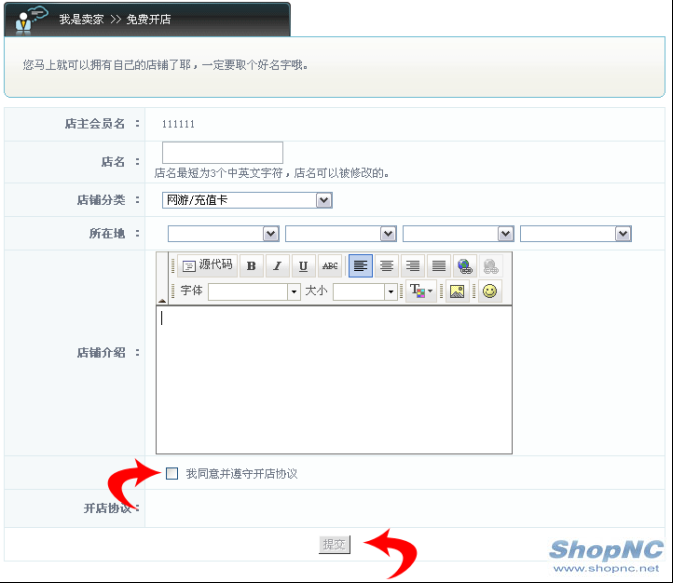 我是卖家 >> 免费开店
您马上就可以拥有自己的店铺了耶，一定要取个好名字哦。
店主会员名 ： 111111
店名 ：
店名最短为3个中英文字符，店名可以被修改的。
店铺分类 ： 网游/充值卡
所在地 ：
源代码 B I U ABC
字体 大小 T
店铺介绍 ：
我同意并遵守开店协议
开店协议：
提交
ShopNC
www.shopnc.net